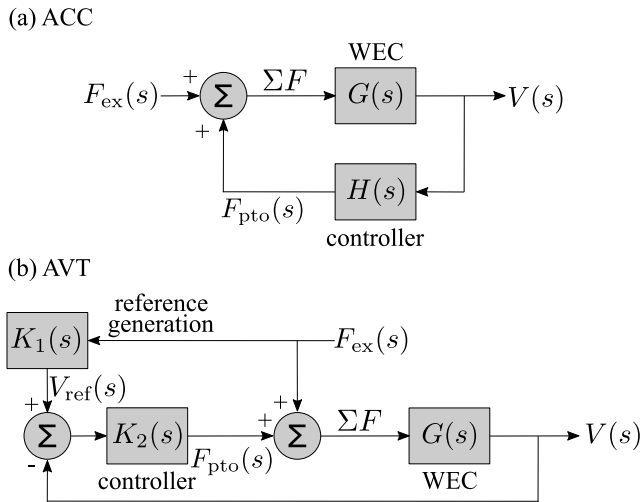 (a) ACC
WEC
F_ex(s) + Σ ΣF G(s) V(s)
+
F_pto(s) H(s)
controller
(b) AVT
reference
generation
K_1(s) F_ex(s)
V_ref(s)
+ + +
Σ K_2(s) Σ ΣF G(s) V(s)
- F_pto(s)
controller WEC